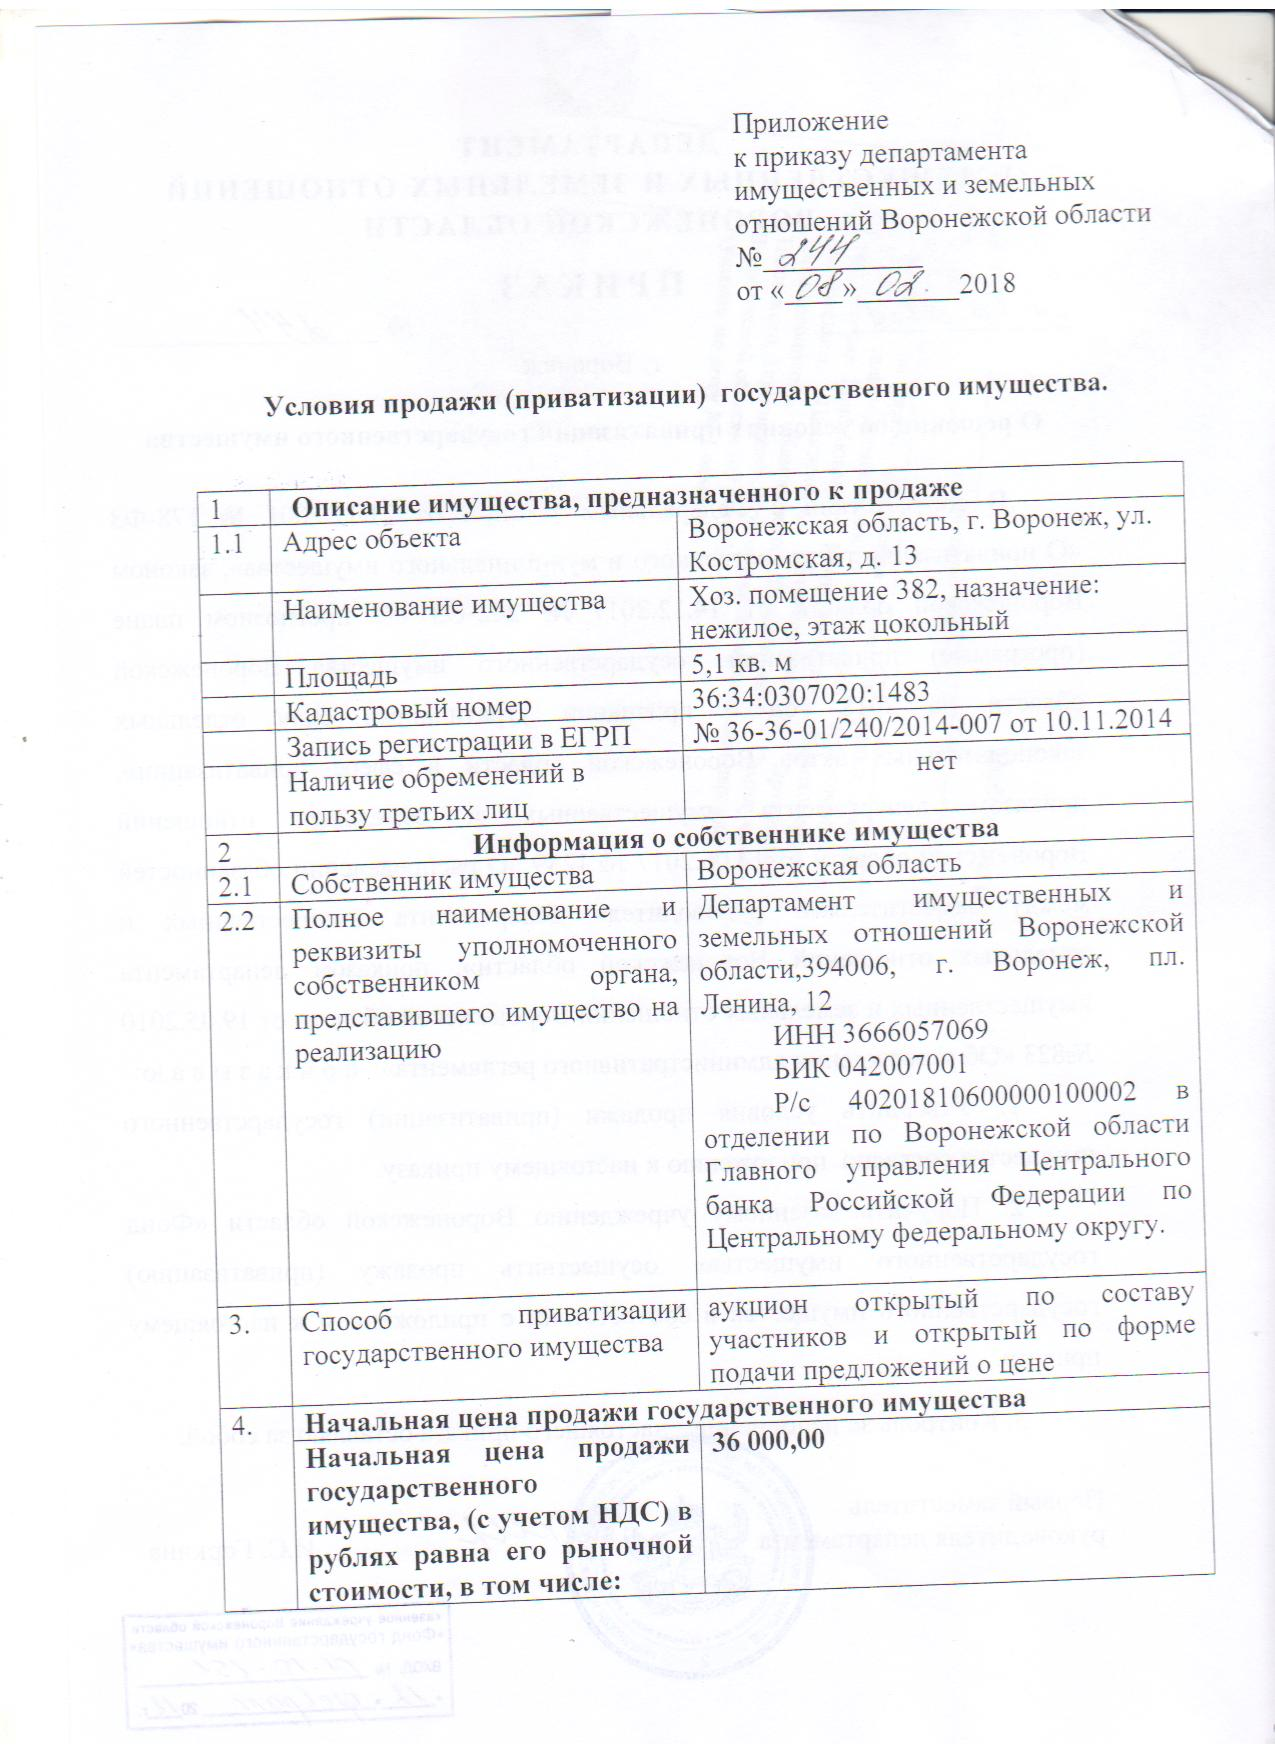 Приложение
к приказу департамента
имущественных и земельных
отношений Воронежской области
№ 244
от « 08 » 02. 2018
Условия продажи (приватизации) государственного имущества.
1 Описание имущества, предназначенного к продаже
1.1 Адрес объекта
Воронежская область, г. Воронеж, ул.
Костромская, д. 13
Наименование имущества
Хоз. помещение 382, назначение:
нежилое, этаж цокольный
Площадь
5,1 кв. м
Кадастровый номер
36:34:0307020:1483
Запись регистрации в ЕГРП
№ 36-36-01/240/2014-007 от 10.11.2014
Наличие обременений в
пользу третьих лиц
нет
2 Информация о собственнике имущества
2.1 Собственник имущества
Воронежская область
2.2 Полное наименование и
реквизиты уполномоченного
собственником органа,
представившего имущество на
реализацию
Департамент имущественных и
земельных отношений Воронежской
области,394006, г. Воронеж, пл.
Ленина, 12
ИНН 3666057069
БИК 042007001
Р/с 40201810600000100002 в
отделении по Воронежской области
Главного управления Центрального
банка Российской Федерации по
Центральному федеральному округу.
3. Способ приватизации
государственного имущества
аукцион открытый по составу
участников и открытый по форме
подачи предложений о цене
4. Начальная цена продажи государственного имущества
Начальная цена продажи
государственного
имущества, (с учетом НДС) в
рублях равна его рыночной
стоимости, в том числе:
36 000,00